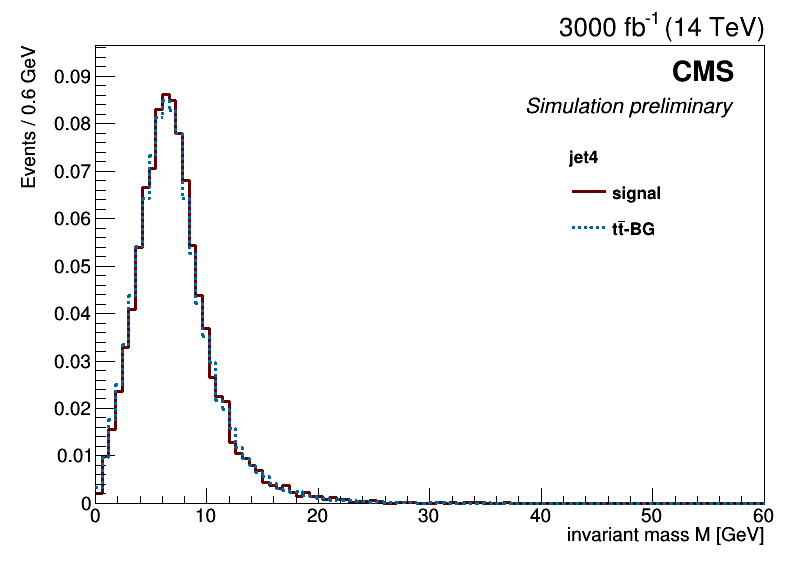 3000 fb⁻¹ (14 TeV)
Events / 0.6 GeV
CMS
Simulation preliminary
jet4
signal
tt̄-BG
0.09
0.08
0.07
0.06
0.05
0.04
0.03
0.02
0.01
0
0 10 20 30 40 50 60
invariant mass M [GeV]